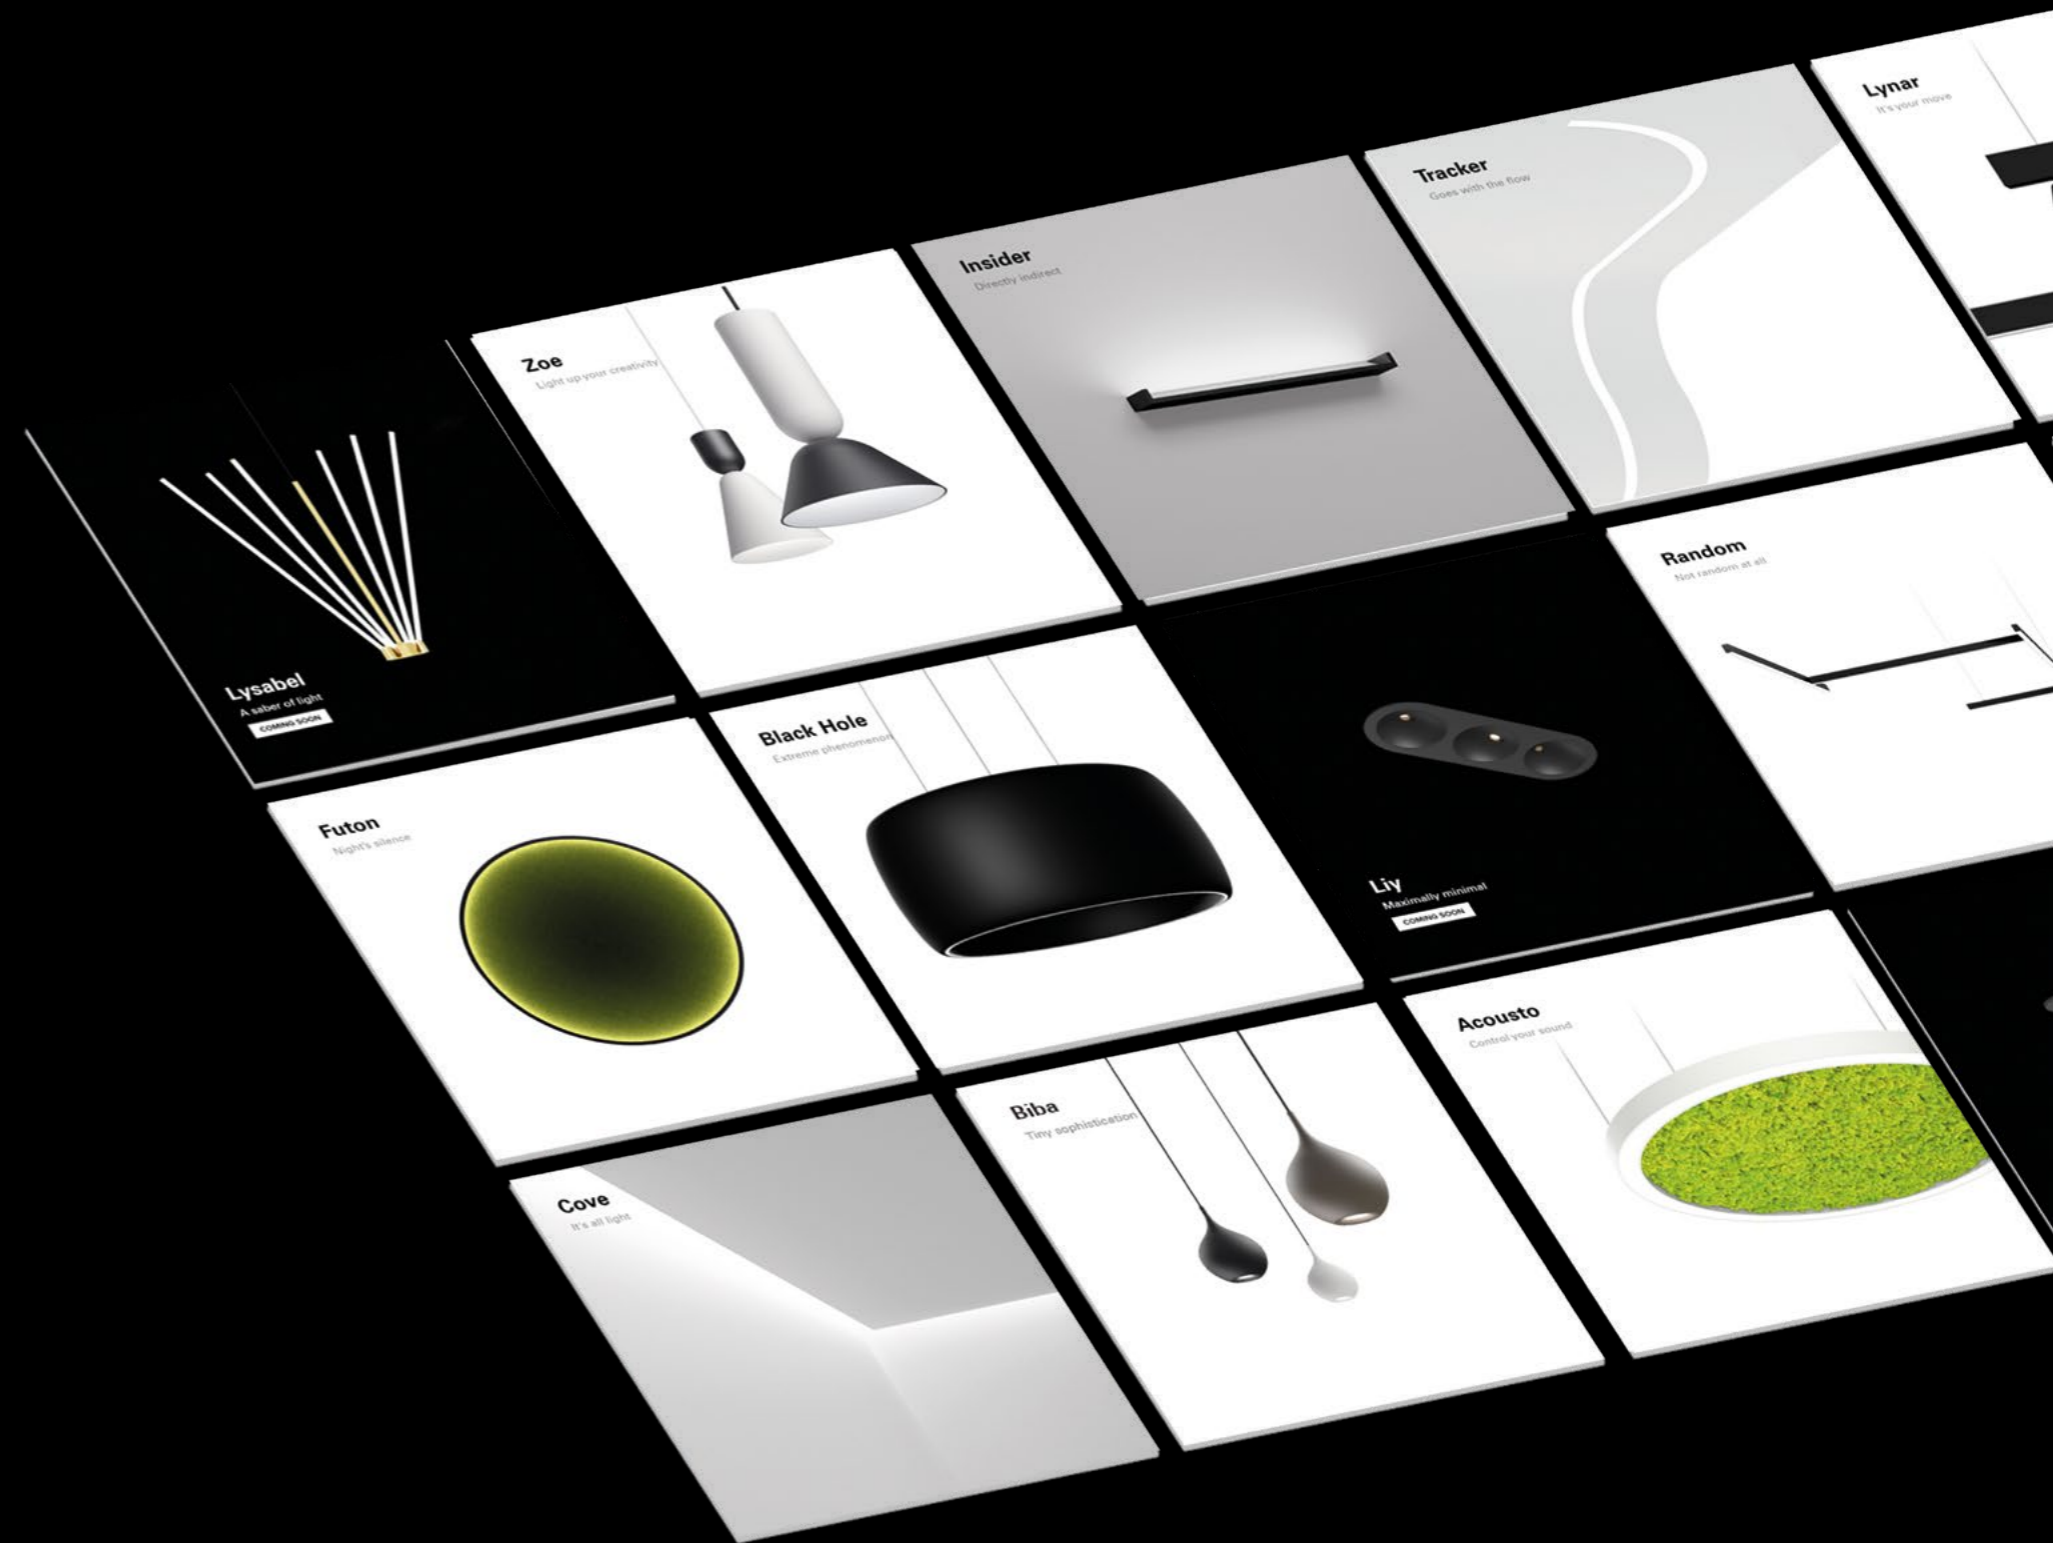 Lynar
It's your move
Tracker
Goes with the flow
Insider
Directly indirect
Zoe
Light up your creativity
Lysabel
A saber of light
COMING SOON
Random
Not random at all
Liy
Maximally minimal
COMING SOON
Black Hole
Extreme phenomenon
Futon
Night's silence
Acousto
Control your sound
Biba
Tiny sophistication
Cove
It's all light